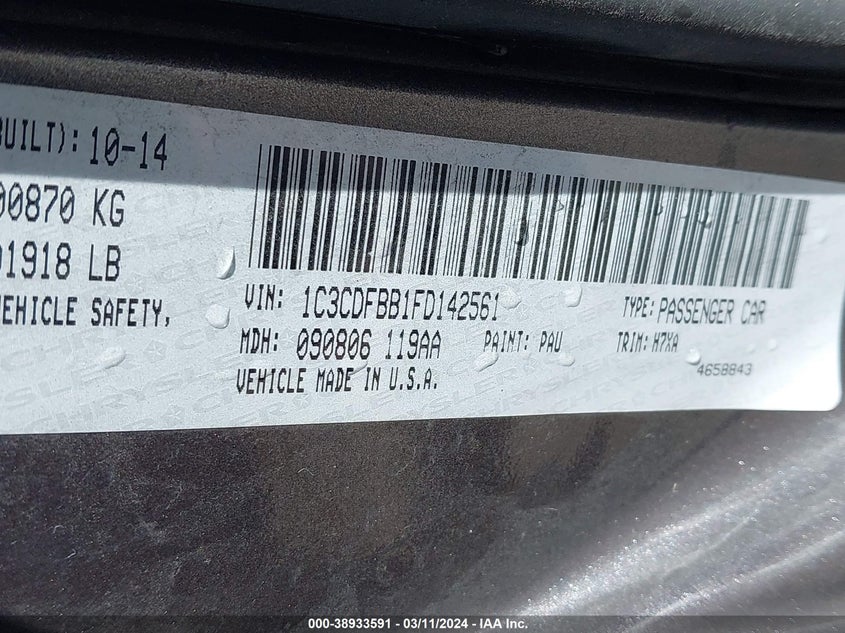 BUILT): 10-14
00870 KG
01918 LB
VEHICLE SAFETY,
VIN: 1C3CDFBB1FD142561 TYPE: PASSENGER CAR
MDH: 090806 119AA PAINT: PAU TRIM: H7XA
VEHICLE MADE IN U.S.A. 4658843
000-38933591 - 03/11/2024 - IAA Inc.